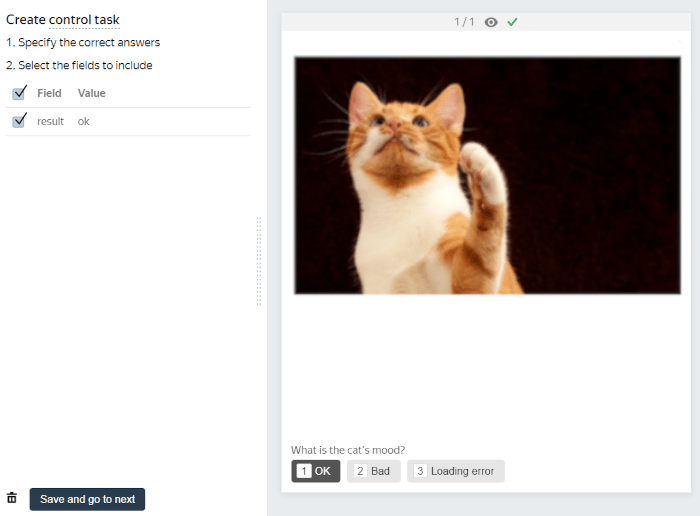 Create control task
1. Specify the correct answers
2. Select the fields to include
Field Value
result ok
Save and go to next
1 / 1
What is the cat's mood?
1 OK 2 Bad 3 Loading error